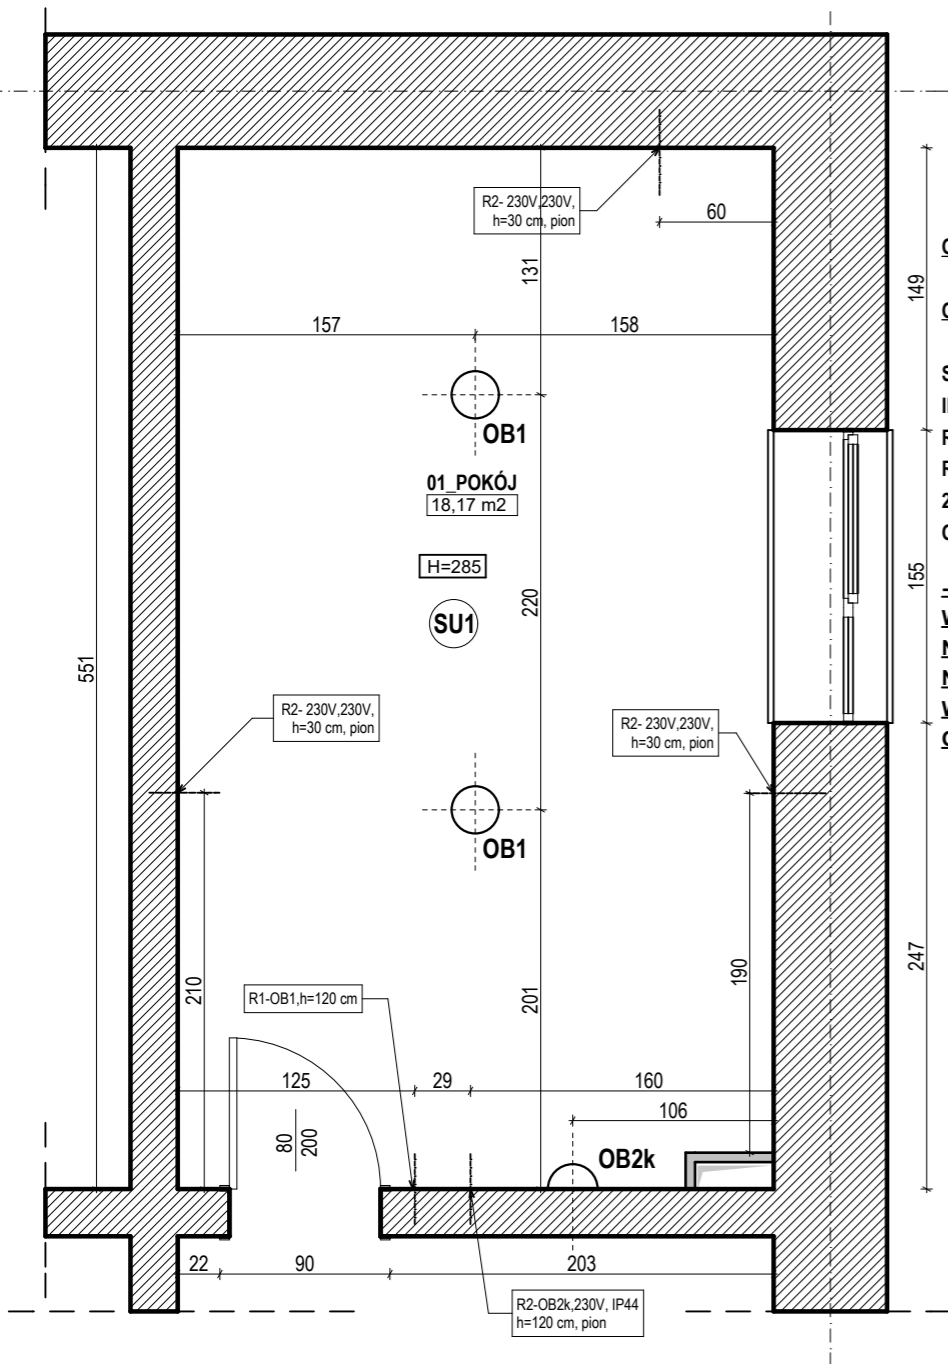 R2- 230V,230V,
h=30 cm, pion
60
131
149
157
158
OB1
01_POKÓJ
18,17 m2
H=285
SU1
220
155
551
R2- 230V,230V,
h=30 cm, pion
R2- 230V,230V,
h=30 cm, pion
OB1
210
R1-OB1,h=120 cm
201
190
247
125
29
160
106
80
200
OB2k
22
90
203
R2-OB2k,230V, IP44
h=120 cm, pion